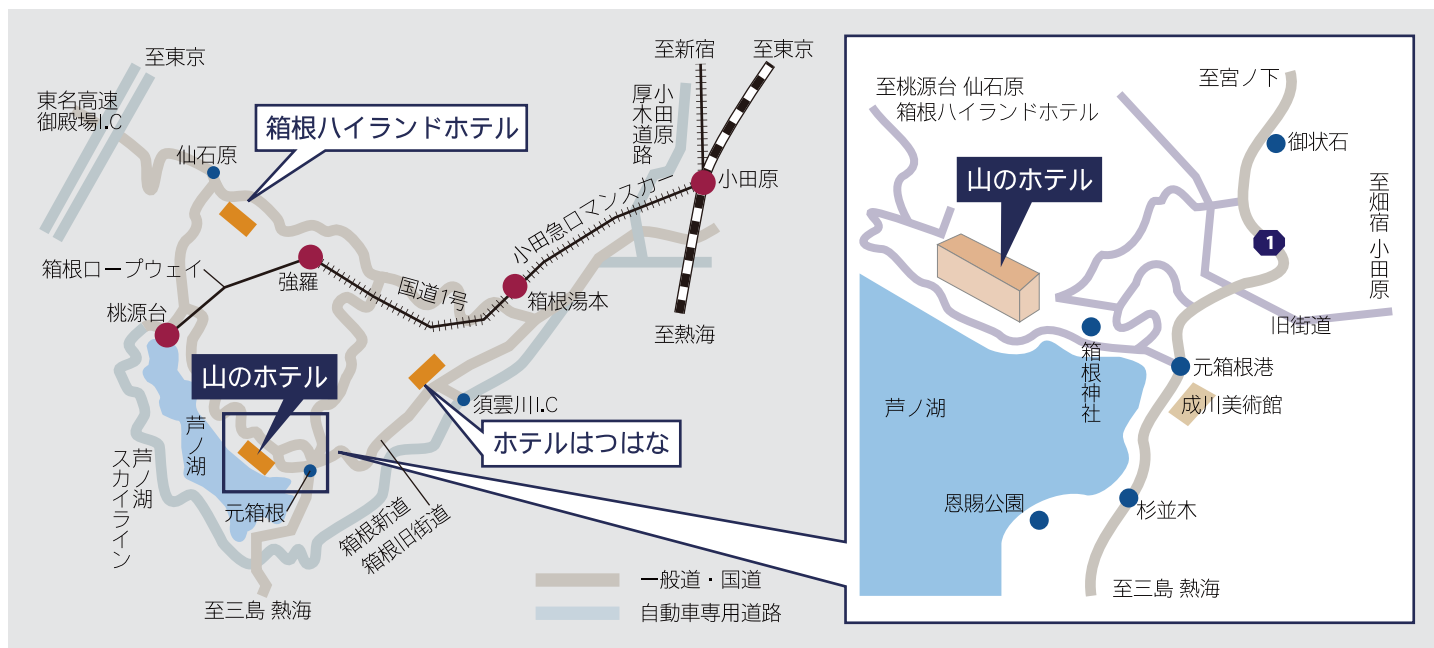 至東京
東名高速
御殿場I.C
仙石原
箱根ハイランドホテル
箱根ロープウェイ
強羅
桃源台
国道1号
小田急ロマンスカー
箱根湯本
至新宿
至東京
小田原
厚木道路
小田原
至熱海
山のホテル
須雲川I.C
ホテルはつはな
芦ノ湖
芦ノ湖
スカイライン
元箱根
箱根新道
箱根旧街道
至三島 熱海
一般道・国道
自動車専用道路
至桃源台 仙石原
箱根ハイランドホテル
至宮ノ下
御状石
山のホテル
至畑宿 小田原
1
旧街道
箱根神社
元箱根港
成川美術館
芦ノ湖
恩賜公園
杉並木
至三島 熱海